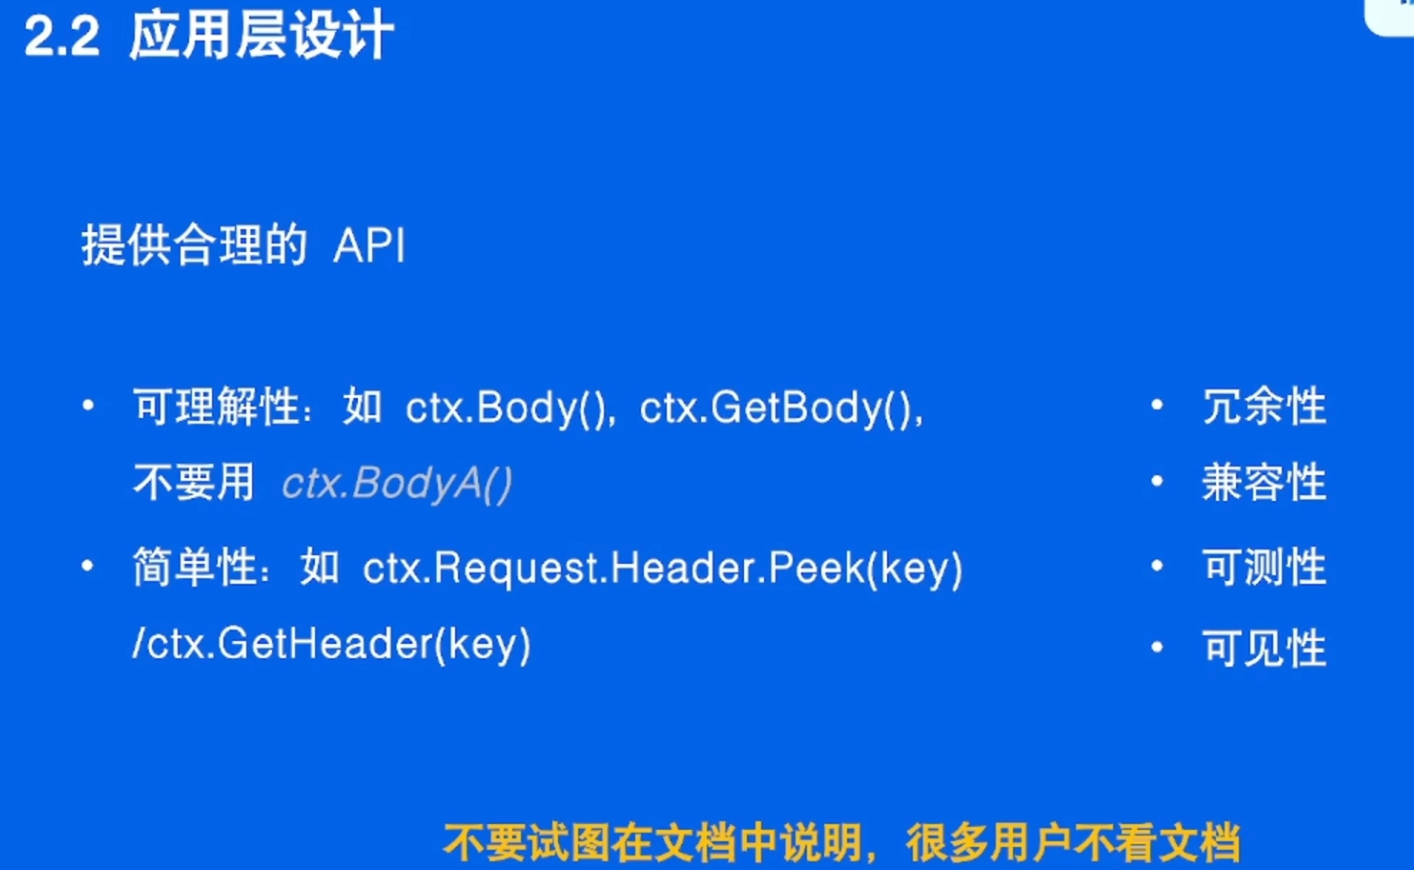 2.2 应用层设计
提供合理的 API
• 可理解性：如 ctx.Body(), ctx.GetBody(),
不要用 ctx.BodyA()
• 简单性：如 ctx.Request.Header.Peek(key)
/ctx.GetHeader(key)
• 冗余性
• 兼容性
• 可测性
• 可见性
不要试图在文档中说明，很多用户不看文档